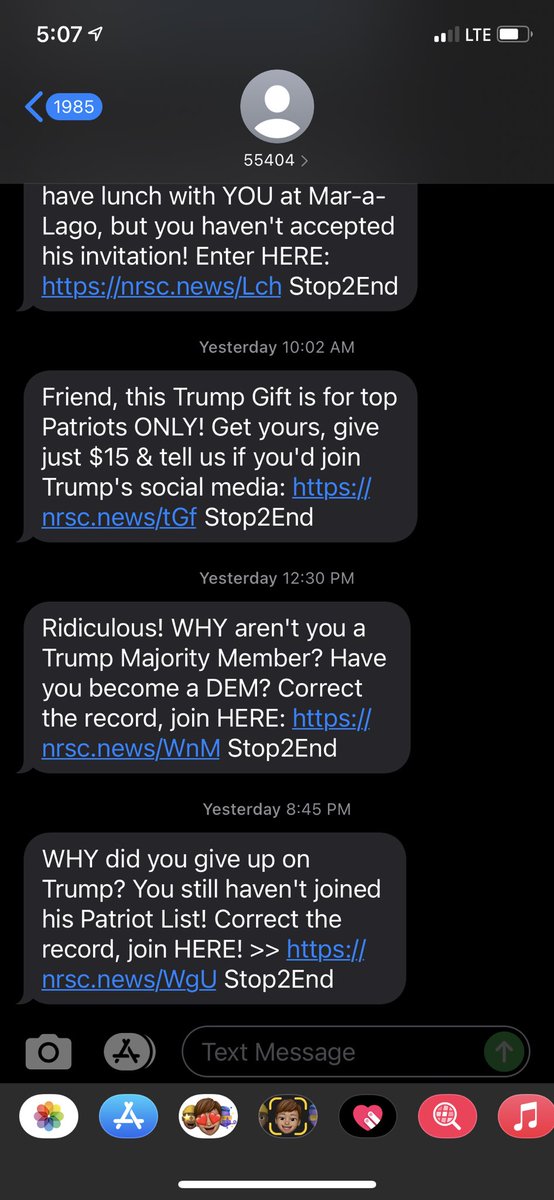 5:07
LTE
1985
55404 >
have lunch with YOU at Mar-a-
Lago, but you haven't accepted
his invitation! Enter HERE:
https://nrsc.news/Lch Stop2End
Yesterday 10:02 AM
Friend, this Trump Gift is for top
Patriots ONLY! Get yours, give
just $15 & tell us if you'd join
Trump's social media: https://
nrsc.news/tGf Stop2End
Yesterday 12:30 PM
Ridiculous! WHY aren't you a
Trump Majority Member? Have
you become a DEM? Correct
the record, join HERE: https://
nrsc.news/WnM Stop2End
Yesterday 8:45 PM
WHY did you give up on
Trump? You still haven't joined
his Patriot List! Correct the
record, join HERE! >> https://
nrsc.news/WgU Stop2End
Text Message